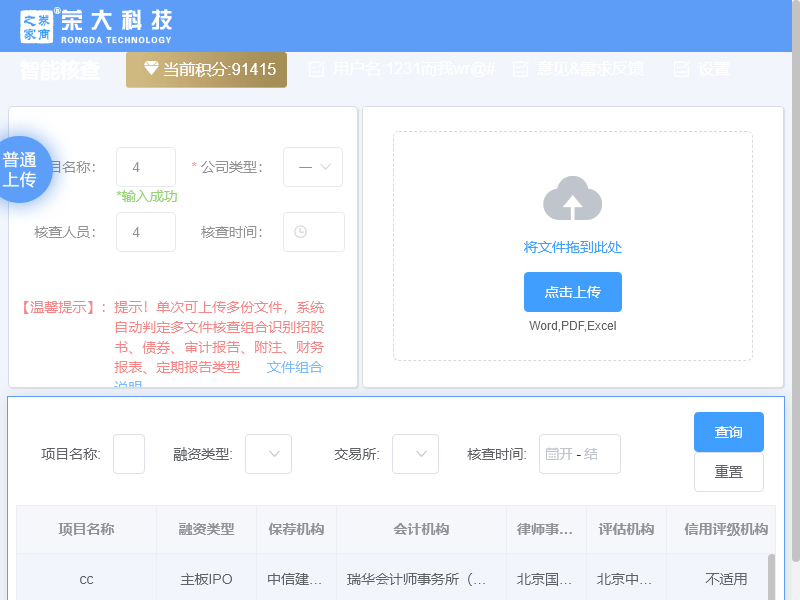 之家 荣商 ® 荣大科技
RONGDA TECHNOLOGY
智能核查 当前积分:91415 用户名:1231而我wr@# 意见&需求反馈 设置
普通上传
目名称: 4 * 公司类型: 一
*输入成功
核查人员: 4 核查时间:
【温馨提示】: 提示！单次可上传多份文件，系统
自动判定多文件核查组合识别招股
书、债券、审计报告、附注、财务
报表、定期报告类型 文件组合
说明
将文件拖到此处
点击上传
Word,PDF,Excel
项目名称: 融资类型: 交易所: 核查时间: 开 - 结 查询
重置
项目名称 融资类型 保荐机构 会计机构 律师事... 评估机构 信用评级机构
cc 主板IPO 中信建... 瑞华会计师事务所（... 北京国... 北京中... 不适用